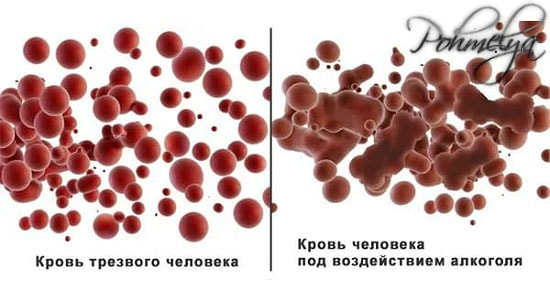 Pohmelya
Кровь трезвого человека
Кровь человека
под воздействием алкоголя